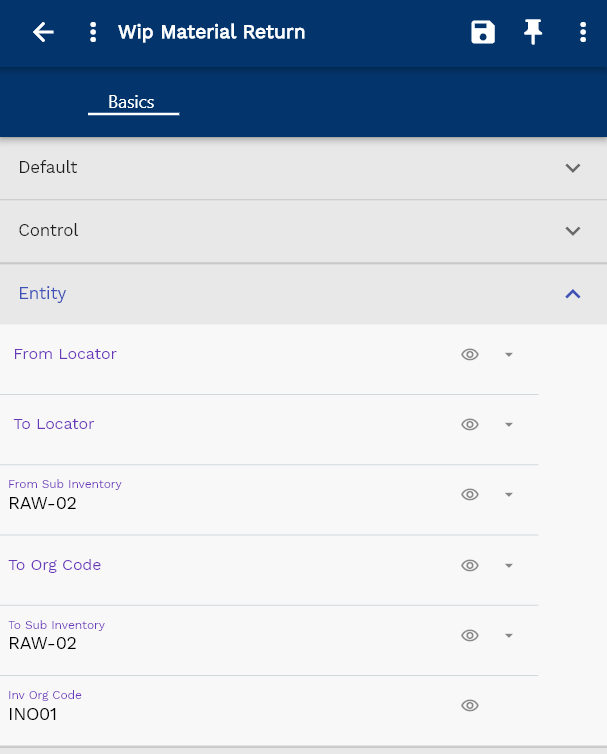 Wip Material Return
Basics
Default
Control
Entity
From Locator
To Locator
From Sub Inventory
RAW-02
To Org Code
To Sub Inventory
RAW-02
Inv Org Code
INO01